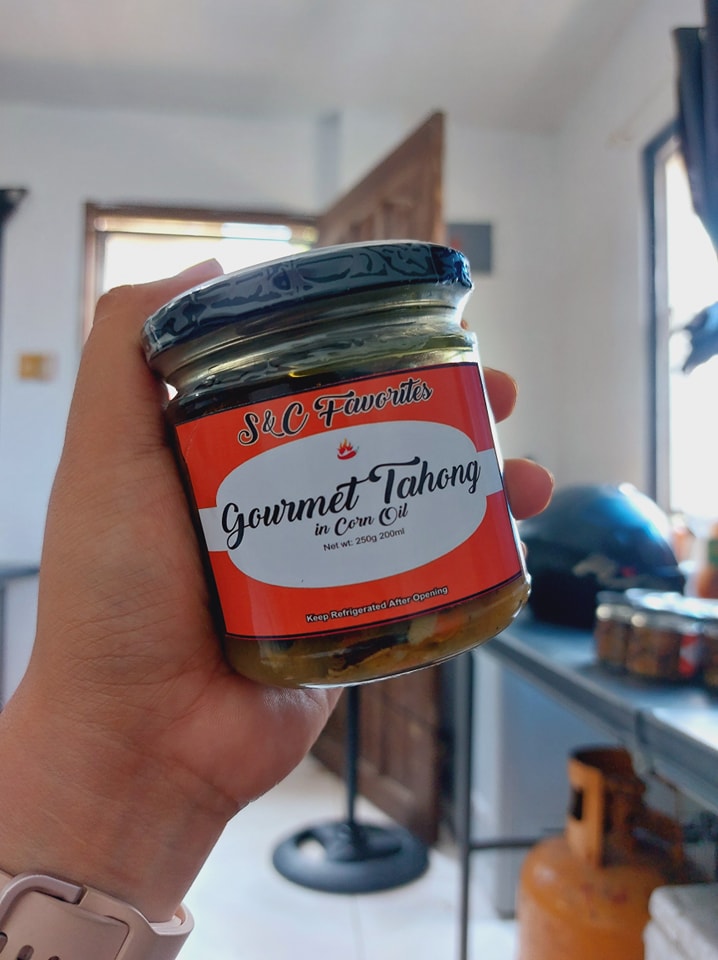 S&C Favorites
Gourmet Tahong
in Corn Oil
Net wt: 250g 200ml
Keep Refrigerated After Opening